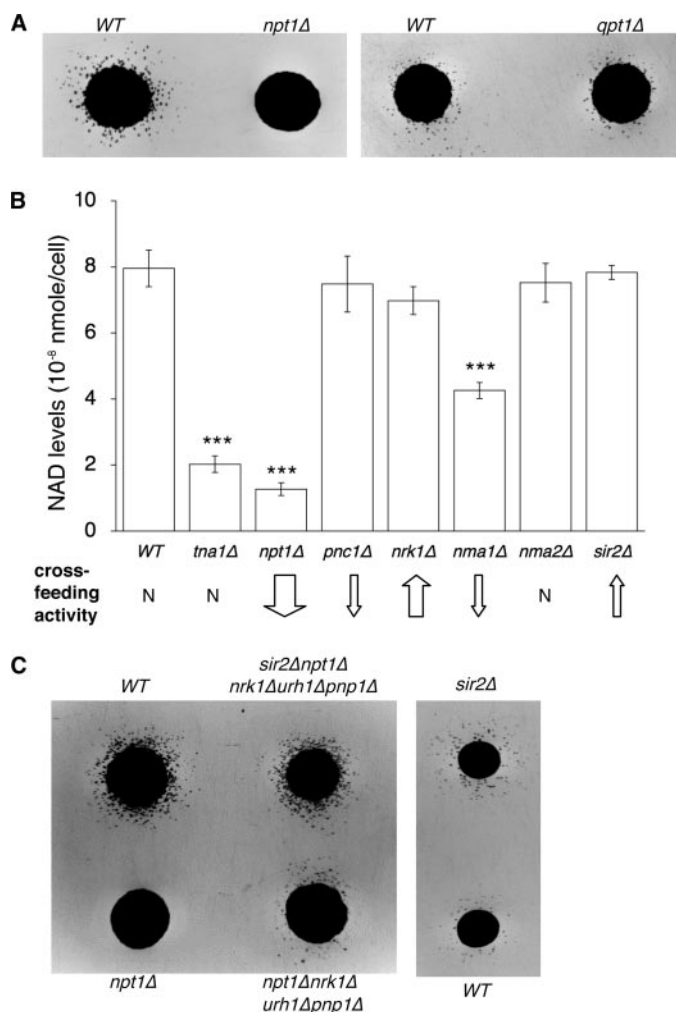 A
WT
npt1Δ
WT
qpt1Δ
B
NAD levels (10⁻⁸ nmole/cell)
10
8
6
4
2
0
***
***
***
WT
tna1Δ
npt1Δ
pnc1Δ
nrk1Δ
nma1Δ
nma2Δ
sir2Δ
cross-
feeding
activity
N
N
N
C
WT
sir2Δnpt1Δ
nrk1Δurh1Δpnp1Δ
sir2Δ
npt1Δ
npt1Δnrk1Δ
urh1Δpnp1Δ
WT